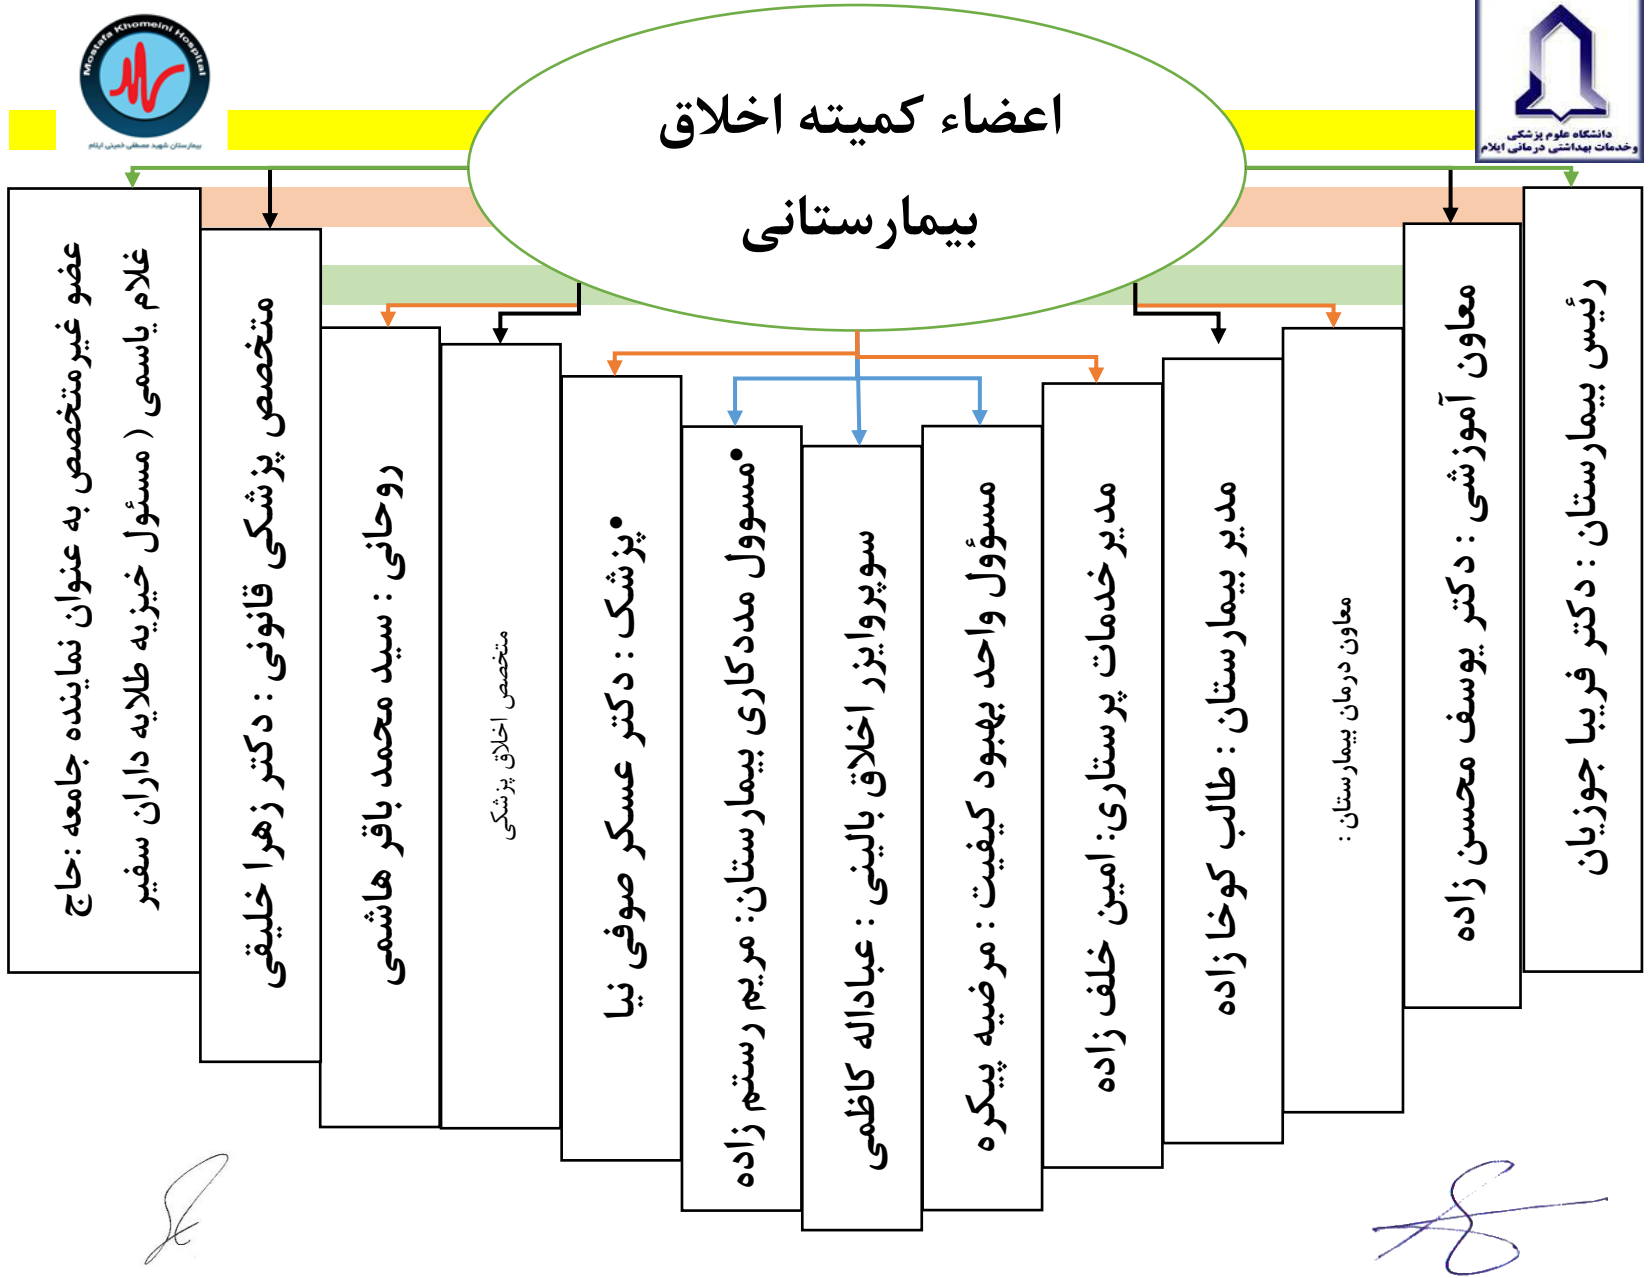 Mostafa Khomeini Hospital
بیمارستان شهید مصطفی خمینی ایلام
دانشگاه علوم پزشکی
وخدمات بهداشتی درمانی ایلام
اعضاء کمیته اخلاق
بیمارستانی
رئیس بیمارستان : دکتر فریبا جوزیان
معاون آموزشی : دکتر یوسف محسن زاده
معاون درمان بیمارستان :
مدیر بیمارستان : طالب کوخا زاده
مدیر خدمات پرستاری: امین خلف زاده
مسؤول واحد بهبود کیفیت : مرضیه پیکره
سوپروایزر اخلاق بالینی : عباداله کاظمی
•مسوول مددکاری بیمارستان: مریم رستم زاده
•پزشک : دکتر عسکر صوفی نیا
متخصص اخلاق پزشکی
روحانی : سید محمد باقر هاشمی
متخصص پزشکی قانونی : دکتر زهرا خلیقی
عضو غیرمتخصص به عنوان نماینده جامعه :حاج
غلام یاسمی ( مسئول خیزیه طلایه داران سفیر